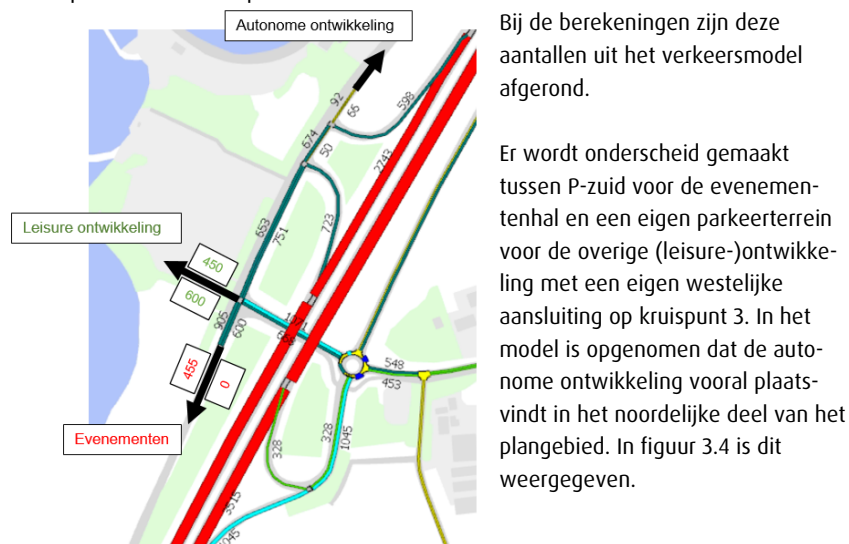 Autonome ontwikkeling
Bij de berekeningen zijn deze
aantallen uit het verkeersmodel
afgerond.
Er wordt onderscheid gemaakt
tussen P-zuid voor de evenemen-
tenhal en een eigen parkeerterrein
voor de overige (leisure-)ontwikke-
ling met een eigen westelijke
aansluiting op kruispunt 3. In het
model is opgenomen dat de auto-
nome ontwikkeling vooral plaats-
vindt in het noordelijke deel van het
plangebied. In figuur 3.4 is dit
weergegeven.
92
66
598
674
50
2743
653
751
723
Leisure ontwikkeling
450
600
905
600
1371
548
453
455
0
Evenementen
328
328
1045
3515